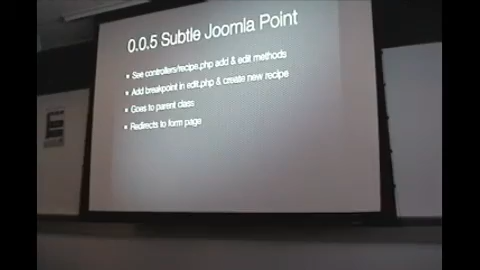 0.0.5 Subtle Joomla Point
See controllers/recipe.php add & edit methods
Add breakpoint in edit.php & create new recipe
Goes to parent class
Redirects to form page